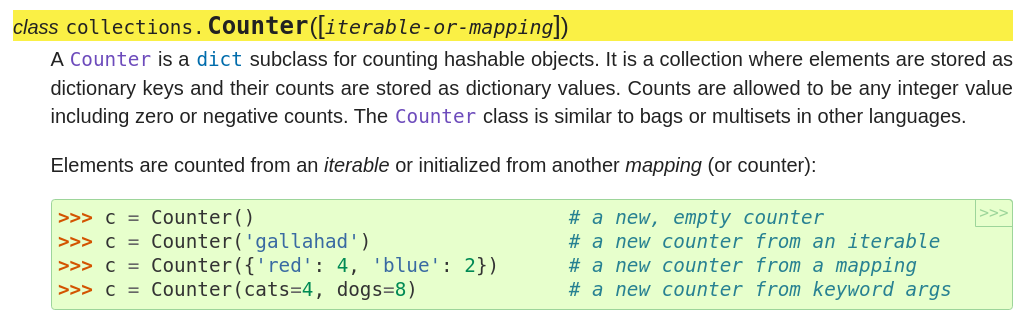 class collections.Counter([iterable-or-mapping])
A Counter is a dict subclass for counting hashable objects. It is a collection where elements are stored as
dictionary keys and their counts are stored as dictionary values. Counts are allowed to be any integer value
including zero or negative counts. The Counter class is similar to bags or multisets in other languages.
Elements are counted from an iterable or initialized from another mapping (or counter):
>>>
>>> c = Counter()                           # a new, empty counter
>>> c = Counter('gallahad')                 # a new counter from an iterable
>>> c = Counter({'red': 4, 'blue': 2})      # a new counter from a mapping
>>> c = Counter(cats=4, dogs=8)             # a new counter from keyword args